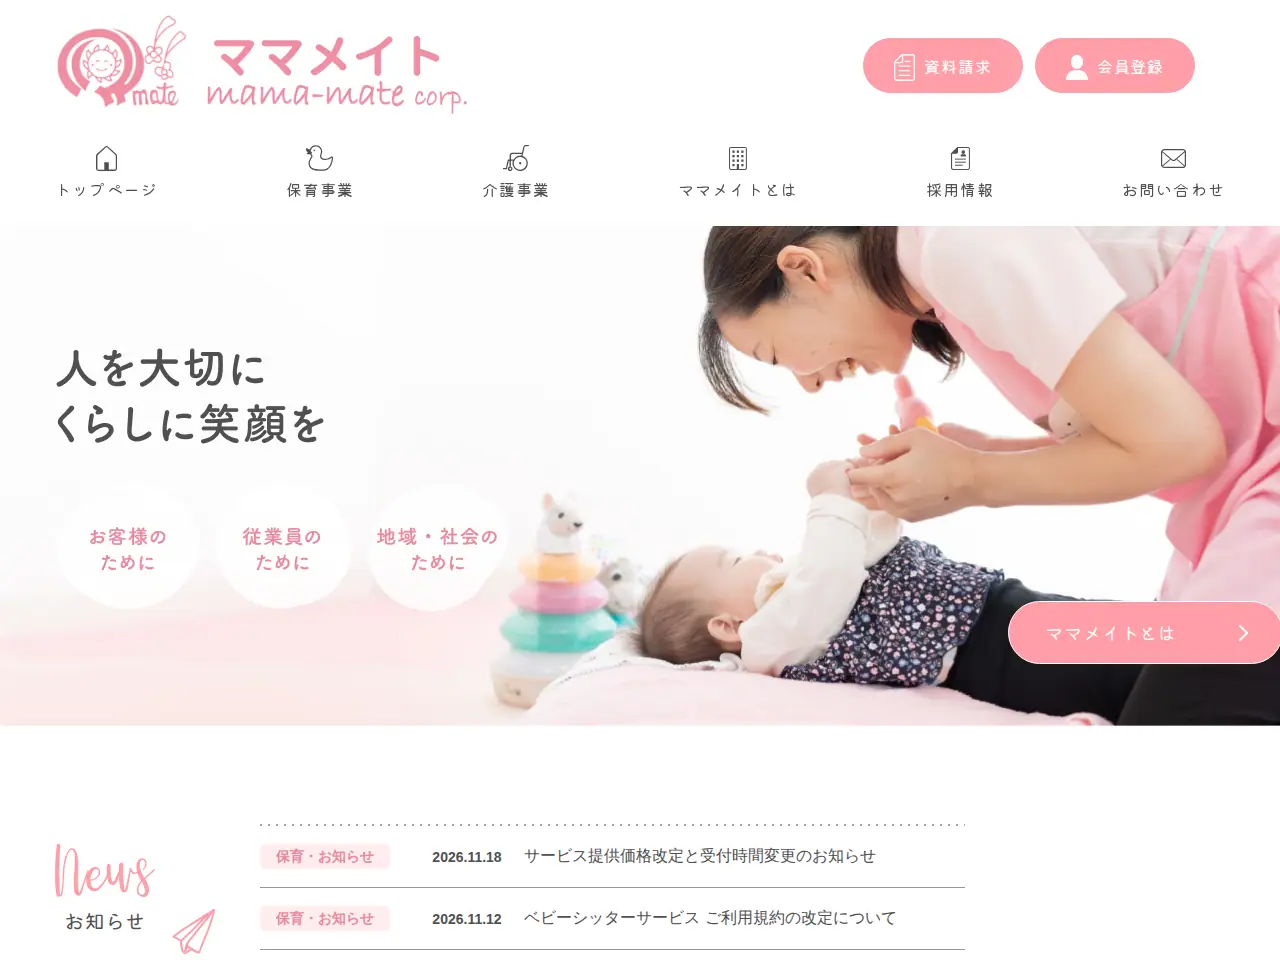 mate
ママメイト
mama-mate corp.
資料請求
会員登録
トップページ
保育事業
介護事業
ママメイトとは
採用情報
お問い合わせ
人を大切に
くらしに笑顔を
お客様の
ために
従業員の
ために
地域・社会の
ために
ママメイトとは
News
お知らせ
保育・お知らせ 2026.11.18 サービス提供価格改定と受付時間変更のお知らせ
保育・お知らせ 2026.11.12 ベビーシッターサービス ご利用規約の改定について